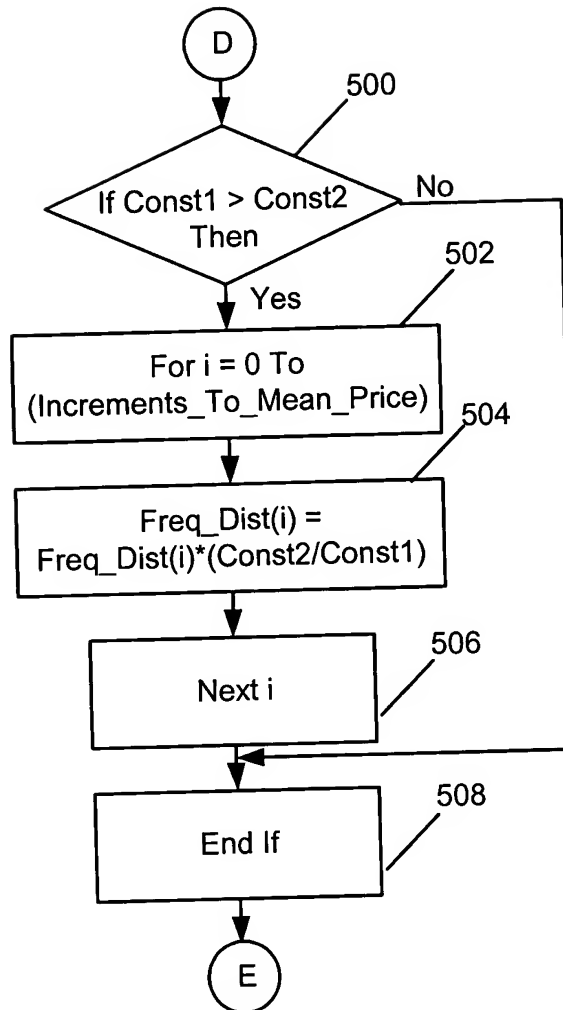 D
500
If Const1 > Const2
Then
No
Yes
502
For i = 0 To
(Increments_To_Mean_Price)
504
Freq_Dist(i) =
Freq_Dist(i)*(Const2/Const1)
506
Next i
508
End If
E